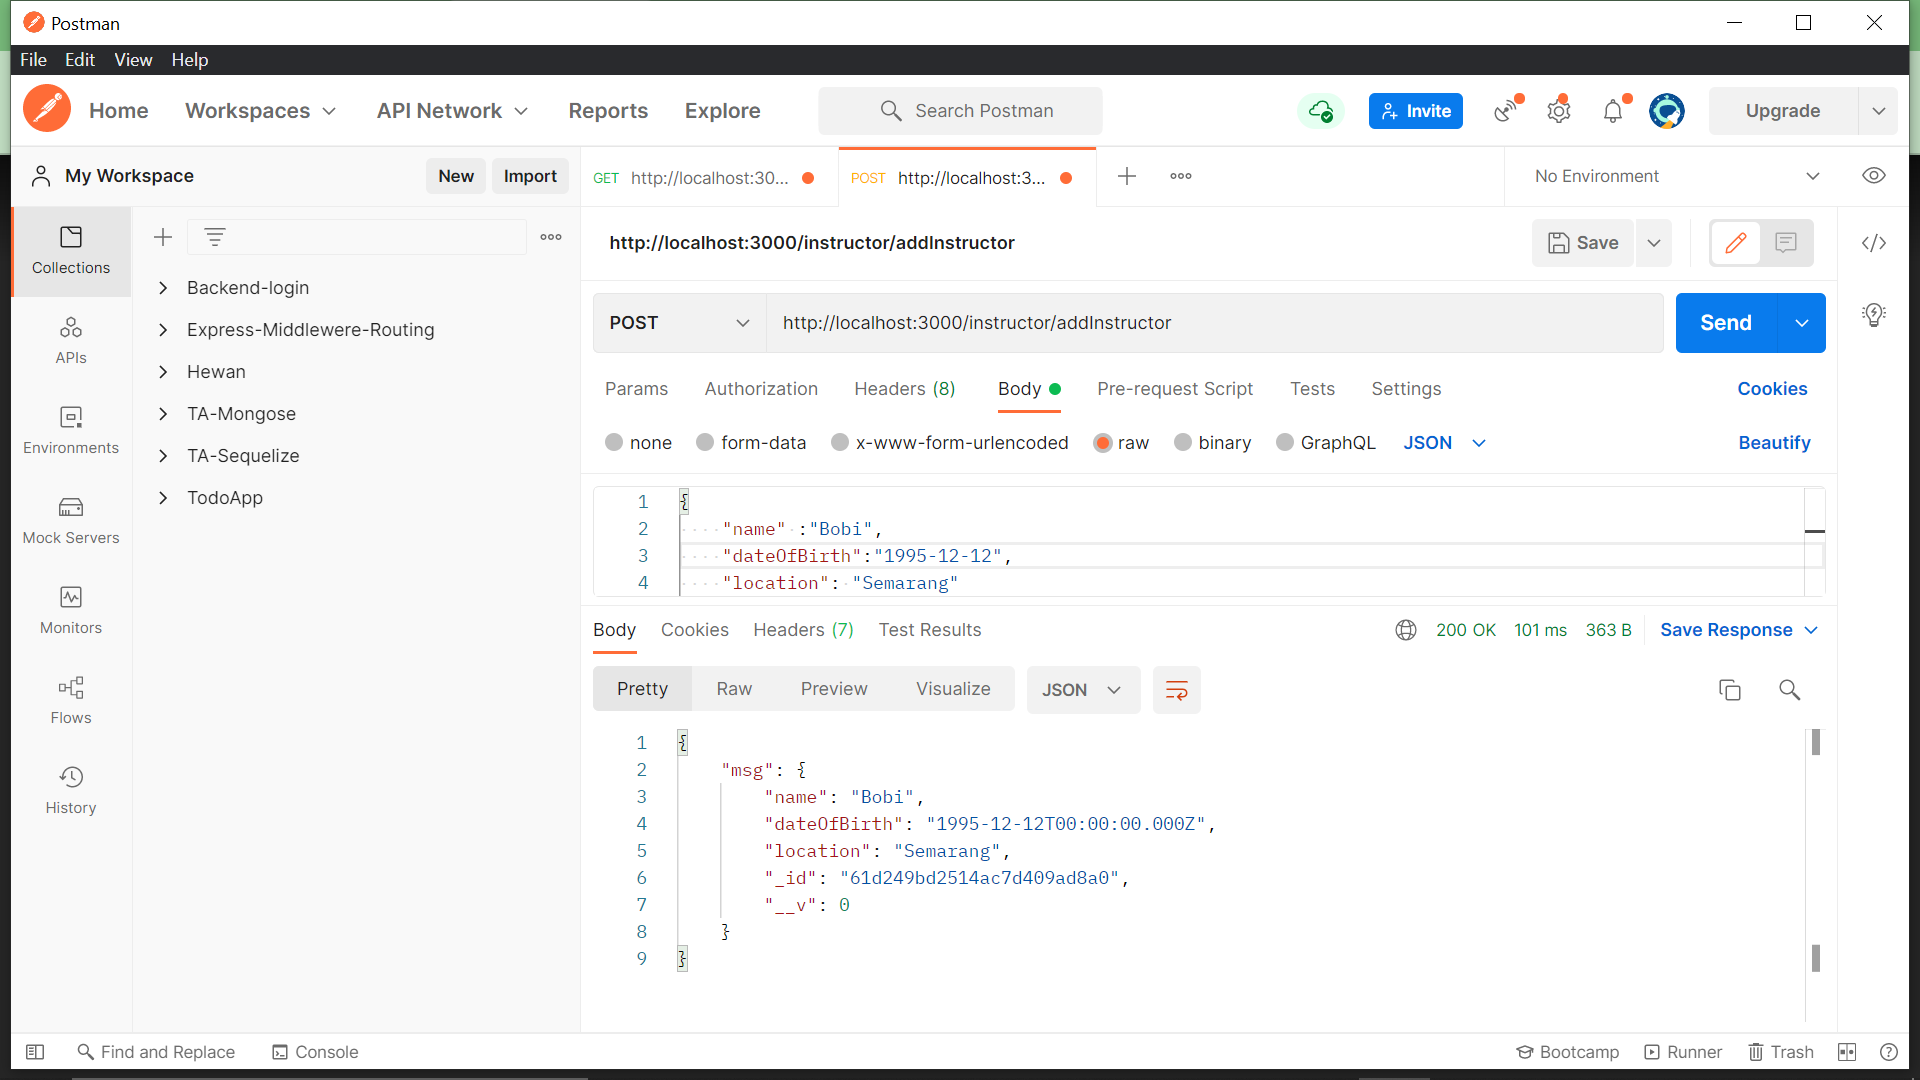 Postman
File Edit View Help
Home Workspaces API Network Reports Explore Search Postman Invite Upgrade
My Workspace New Import GET http://localhost:30... POST http://localhost:3... No Environment
Collections
APIs
Environments
Mock Servers
Monitors
Flows
History
Backend-login
Express-Middlewere-Routing
Hewan
TA-Mongose
TA-Sequelize
TodoApp
http://localhost:3000/instructor/addInstructor Save
POST http://localhost:3000/instructor/addInstructor Send
Params Authorization Headers (8) Body Pre-request Script Tests Settings Cookies
none form-data x-www-form-urlencoded raw binary GraphQL JSON Beautify
1 {
2 "name" :"Bobi",
3 "dateOfBirth":"1995-12-12",
4 "location": "Semarang"
Body Cookies Headers (7) Test Results 200 OK 101 ms 363 B Save Response
Pretty Raw Preview Visualize JSON
1 {
2 "msg": {
3 "name": "Bobi",
4 "dateOfBirth": "1995-12-12T00:00:00.000Z",
5 "location": "Semarang",
6 "_id": "61d249bd2514ac7d409ad8a0",
7 "__v": 0
8 }
9 }
Find and Replace Console Bootcamp Runner Trash